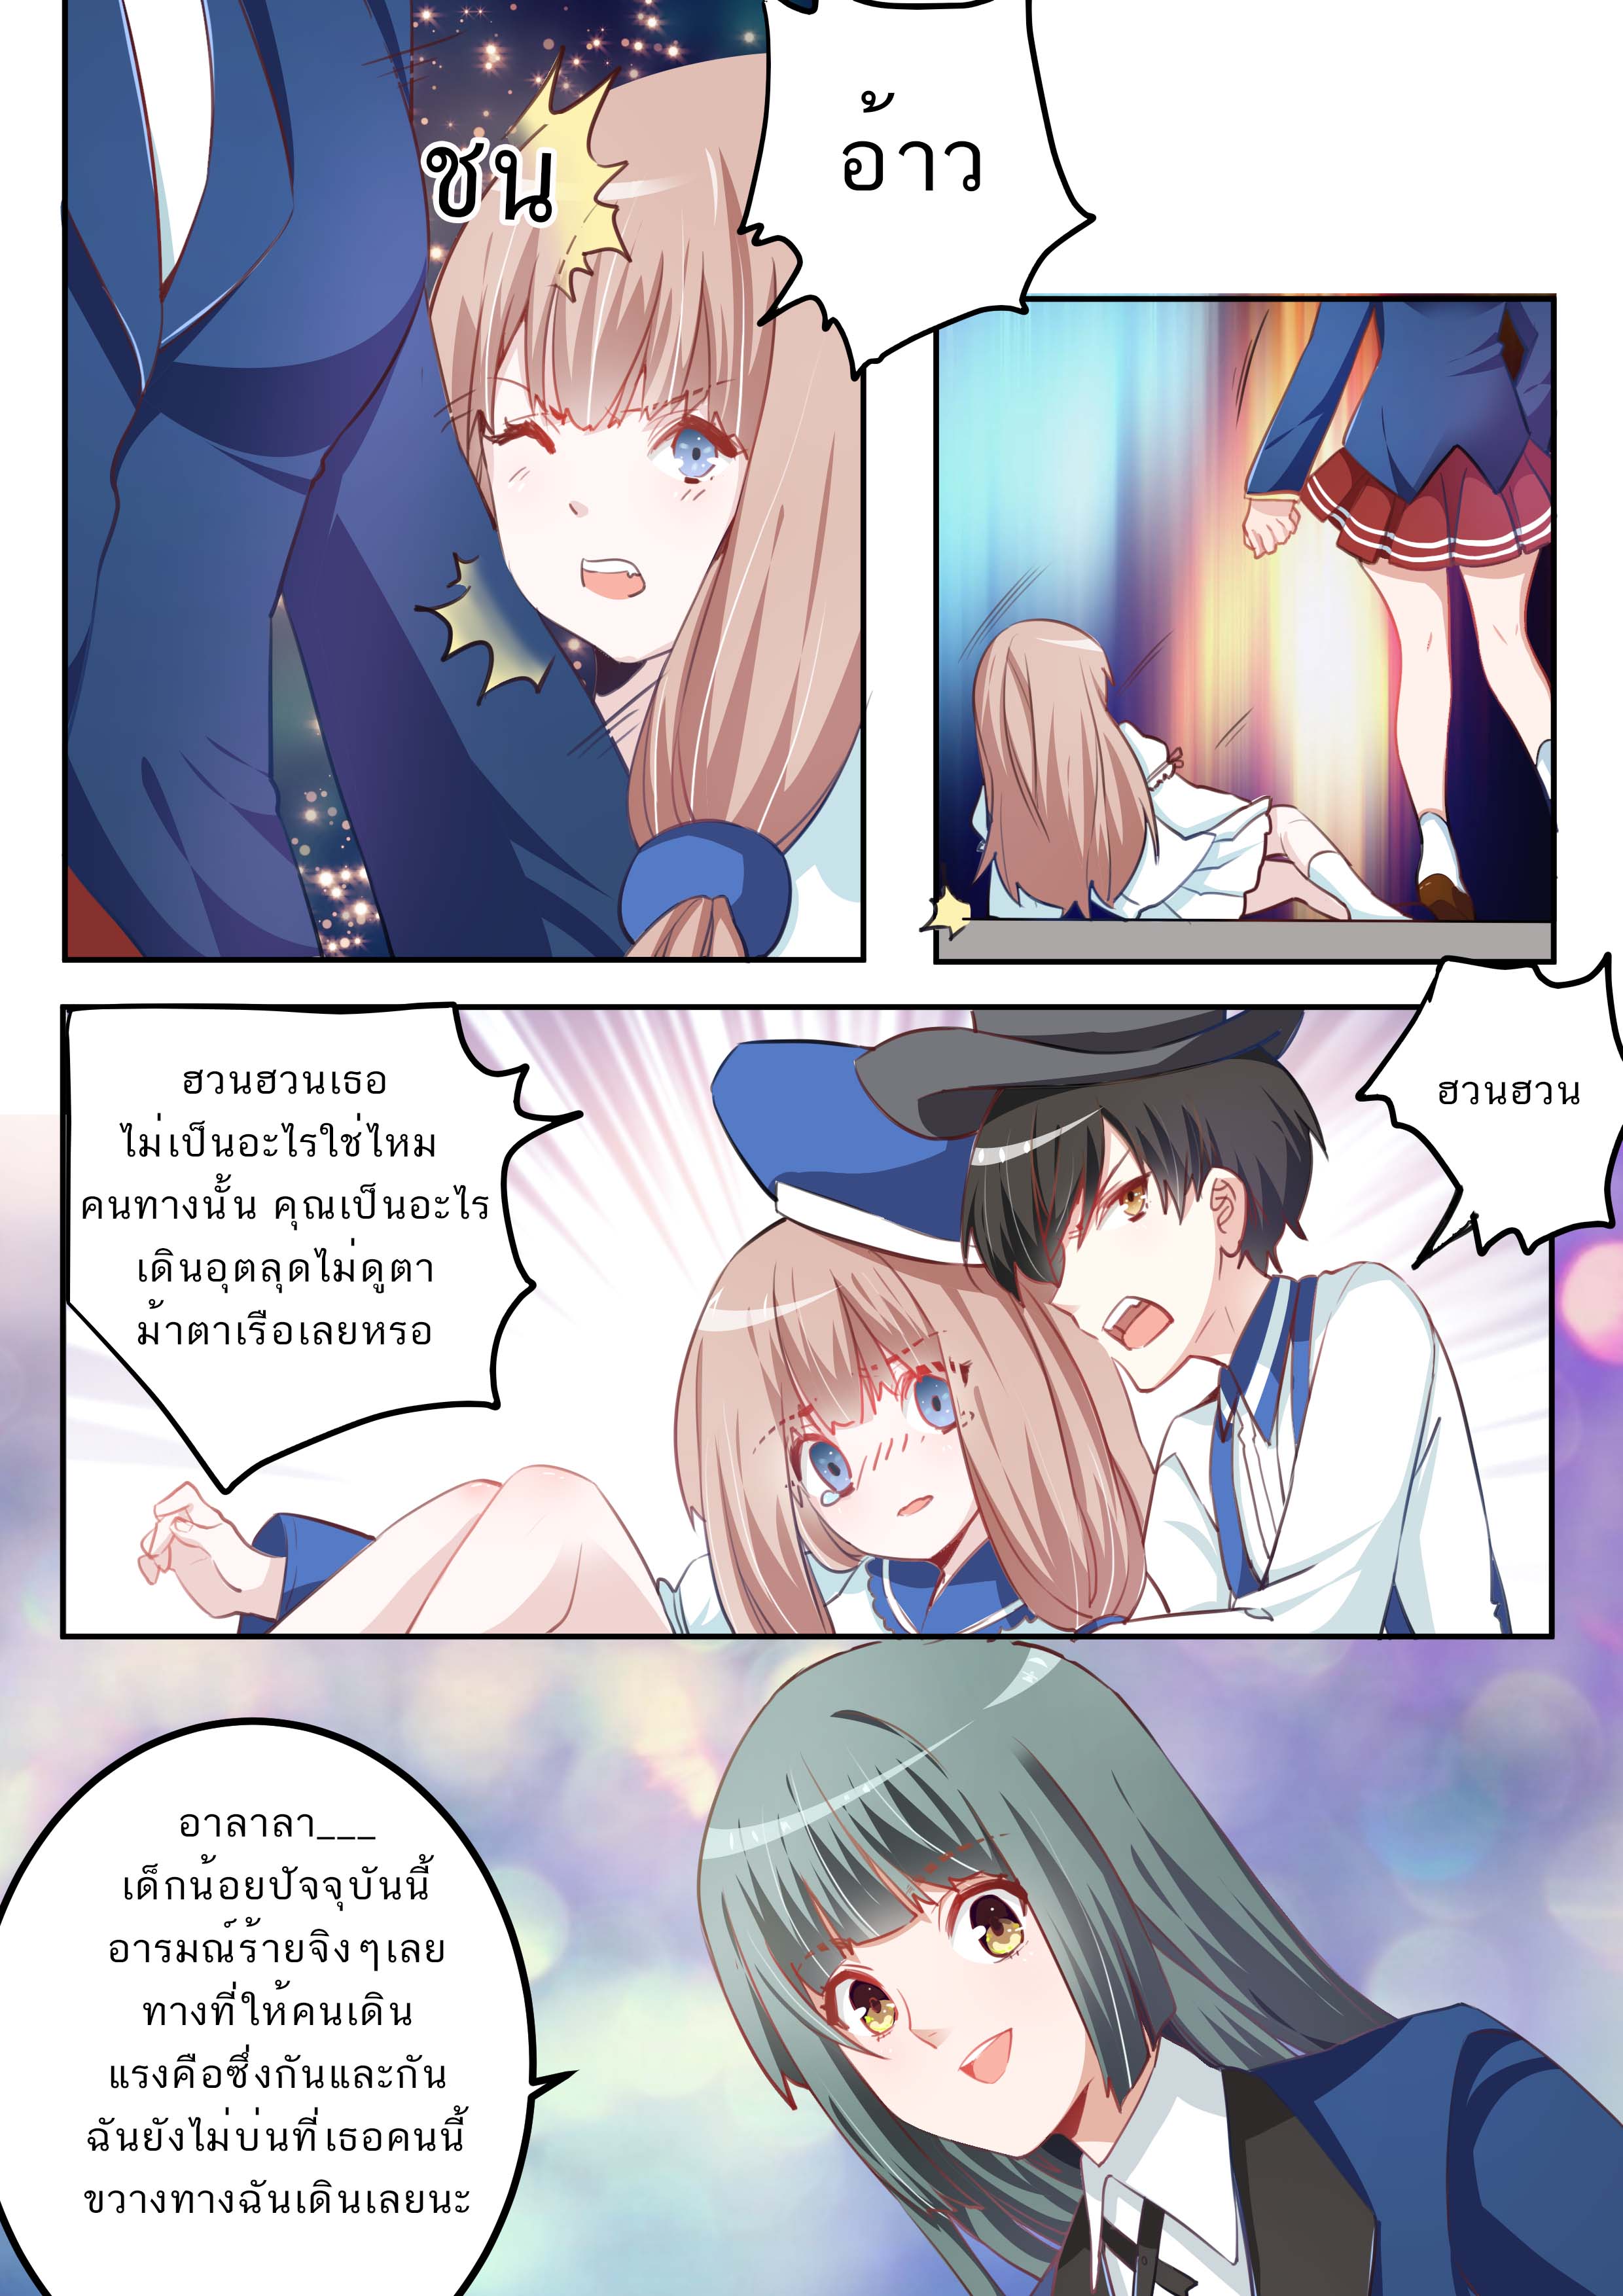 ชน
อ้าว
ฮวนฮวน
ฮวนฮวนเธอ
ไม่เป็นอะไรใช่ไหม
คนทางนั้น คุณเป็นอะไร
เดินอุตลุดไม่ดูตา
ม้าตาเรือเลยหรอ
อาลาลา___
เด็กน้อยปัจจุบันนี้
อารมณ์ร้ายจิงๆเลย
ทางที่ให้คนเดิน
แรงคือซึ่งกันและกัน
ฉันยังไม่บ่นที่เธอคนนี้
ขวางทางฉันเดินเลยนะ